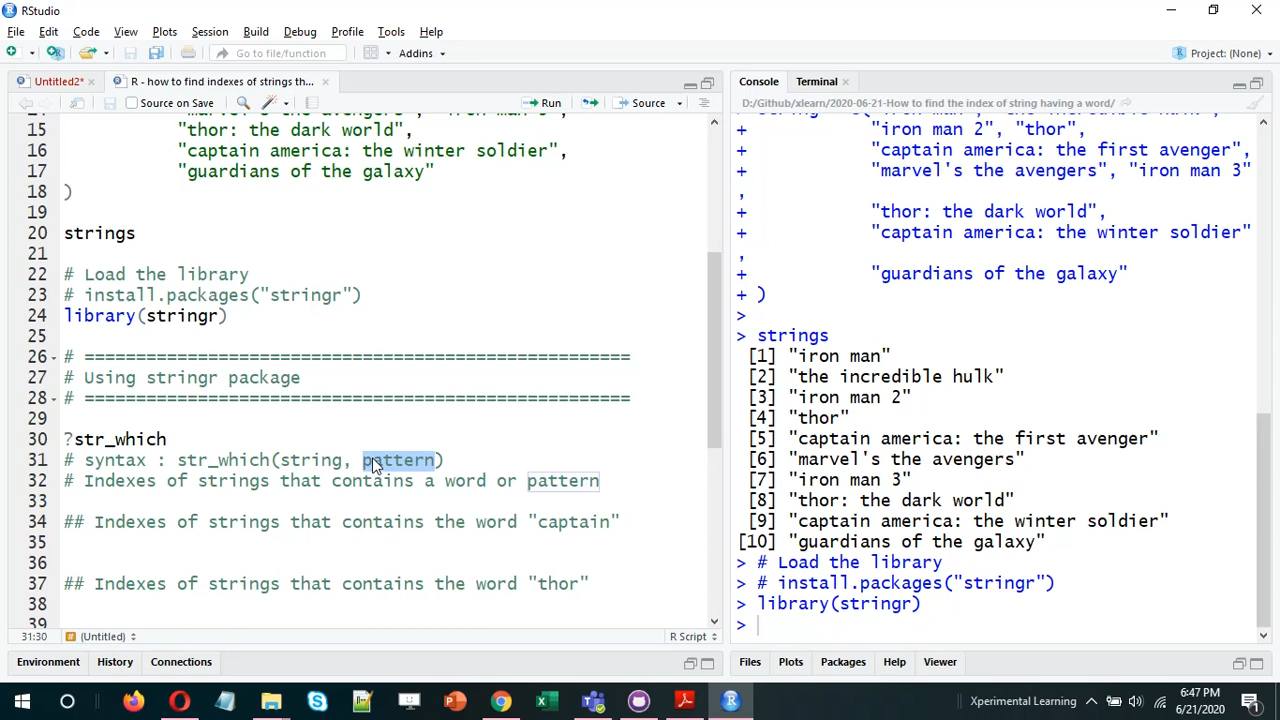 RStudio
File Edit Code View Plots Session Build Debug Profile Tools Help
Go to file/function Addins Project: (None)
Untitled2* R - how to find indexes of strings th...
Source on Save Run Source
15 "thor: the dark world",
16 "captain america: the winter soldier",
17 "guardians of the galaxy"
18 )
19
20 strings
21
22 # Load the library
23 # install.packages("stringr")
24 library(stringr)
25
26 # =====================================================
27 # Using stringr package
28 # =====================================================
29
30 ?str_which
31 # syntax : str_which(string, pattern)
32 # Indexes of strings that contains a word or pattern
33
34 ## Indexes of strings that contains the word "captain"
35
36
37 ## Indexes of strings that contains the word "thor"
38
39
31:30 # (Untitled) R Script
Environment History Connections
Console Terminal
D:/Github/xlearn/2020-06-21-How to find the index of string having a word/
+ "iron man 2", "thor",
+ "captain america: the first avenger",
+ "marvel's the avengers", "iron man 3"
,
+ "thor: the dark world",
+ "captain america: the winter soldier"
,
+ "guardians of the galaxy"
+ )
>
> strings
[1] "iron man"
[2] "the incredible hulk"
[3] "iron man 2"
[4] "thor"
[5] "captain america: the first avenger"
[6] "marvel's the avengers"
[7] "iron man 3"
[8] "thor: the dark world"
[9] "captain america: the winter soldier"
[10] "guardians of the galaxy"
> # Load the library
> # install.packages("stringr")
> library(stringr)
>
Files Plots Packages Help Viewer
Xperimental Learning
6:47 PM
6/21/2020
1